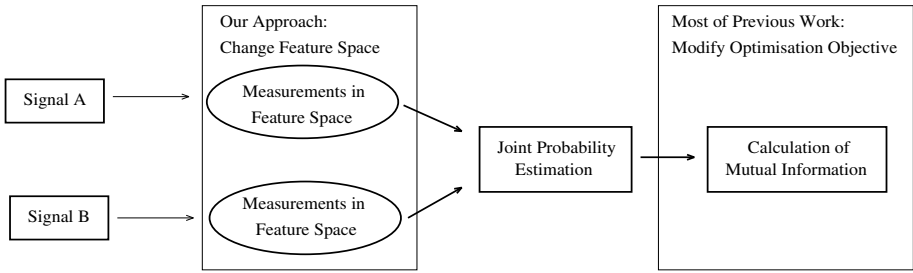 Our Approach:
Change Feature Space
Most of Previous Work:
Modify Optimisation Objective
Signal A
Measurements in
Feature Space
Joint Probability
Estimation
Calculation of
Mutual Information
Signal B
Measurements in
Feature Space